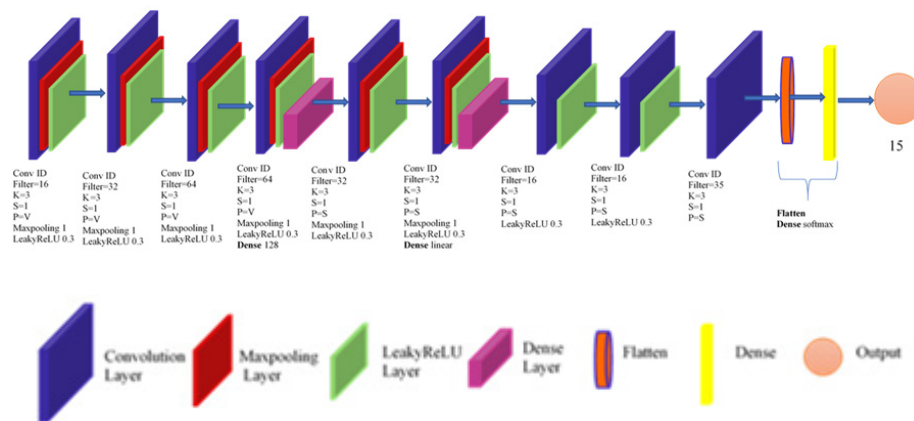 Conv ID
Filter=16
K=3
S=1
P=V
Maxpooling 1
LeakyReLU 0.3
Conv ID
Filter=32
K=3
S=1
P=V
Maxpooling 1
LeakyReLU 0.3
Conv ID
Filter=64
K=3
S=1
P=V
Maxpooling 1
LeakyReLU 0.3
Conv ID
Filter=64
K=3
S=1
P=V
Maxpooling 1
LeakyReLU 0.3
Dense 128
Conv ID
Filter=32
K=3
S=1
P=S
Maxpooling 1
LeakyReLU 0.3
Conv ID
Filter=32
K=3
S=1
P=S
Maxpooling 1
LeakyReLU 0.3
Dense linear
Conv ID
Filter=16
K=3
S=1
P=S
LeakyReLU 0.3
Conv ID
Filter=16
K=3
S=1
P=S
LeakyReLU 0.3
Conv ID
Filter=35
K=3
S=1
P=S
Flatten
Dense softmax
15
Convolution
Layer
Maxpooling
Layer
LeakyReLU
Layer
Dense
Layer
Flatten
Dense
Output